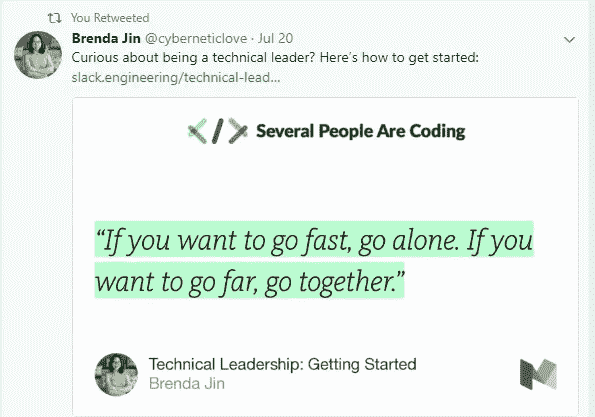 You Retweeted
Brenda Jin @cyberneticlove · Jul 20
Curious about being a technical leader? Here's how to get started:
slack.engineering/technical-lead...
</> Several People Are Coding
“If you want to go fast, go alone. If you
want to go far, go together.”
Technical Leadership: Getting Started
Brenda Jin